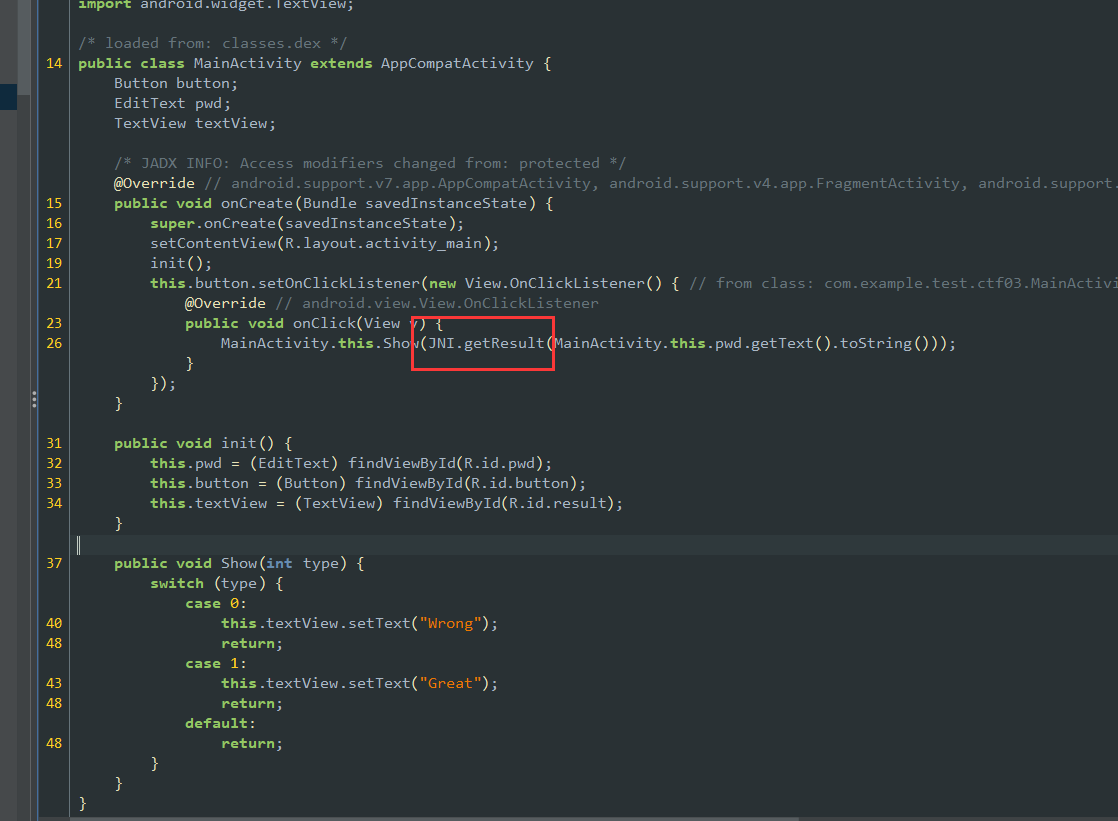 import android.widget.TextView;
/* loaded from: classes.dex */
14 public class MainActivity extends AppCompatActivity {
Button button;
EditText pwd;
TextView textView;
/* JADX INFO: Access modifiers changed from: protected */
@Override // android.support.v7.app.AppCompatActivity, android.support.v4.app.FragmentActivity, android.support.
15 public void onCreate(Bundle savedInstanceState) {
16 super.onCreate(savedInstanceState);
17 setContentView(R.layout.activity_main);
19 init();
21 this.button.setOnClickListener(new View.OnClickListener() { // from class: com.example.test.ctf03.MainActivi
@Override // android.view.View.OnClickListener
23 public void onClick(View v) {
26 MainActivity.this.Show(JNI.getResult(MainActivity.this.pwd.getText().toString()));
}
});
}
31 public void init() {
32 this.pwd = (EditText) findViewById(R.id.pwd);
33 this.button = (Button) findViewById(R.id.button);
34 this.textView = (TextView) findViewById(R.id.result);
}
37 public void Show(int type) {
switch (type) {
case 0:
40 this.textView.setText("Wrong");
48 return;
case 1:
43 this.textView.setText("Great");
48 return;
default:
48 return;
}
}
}